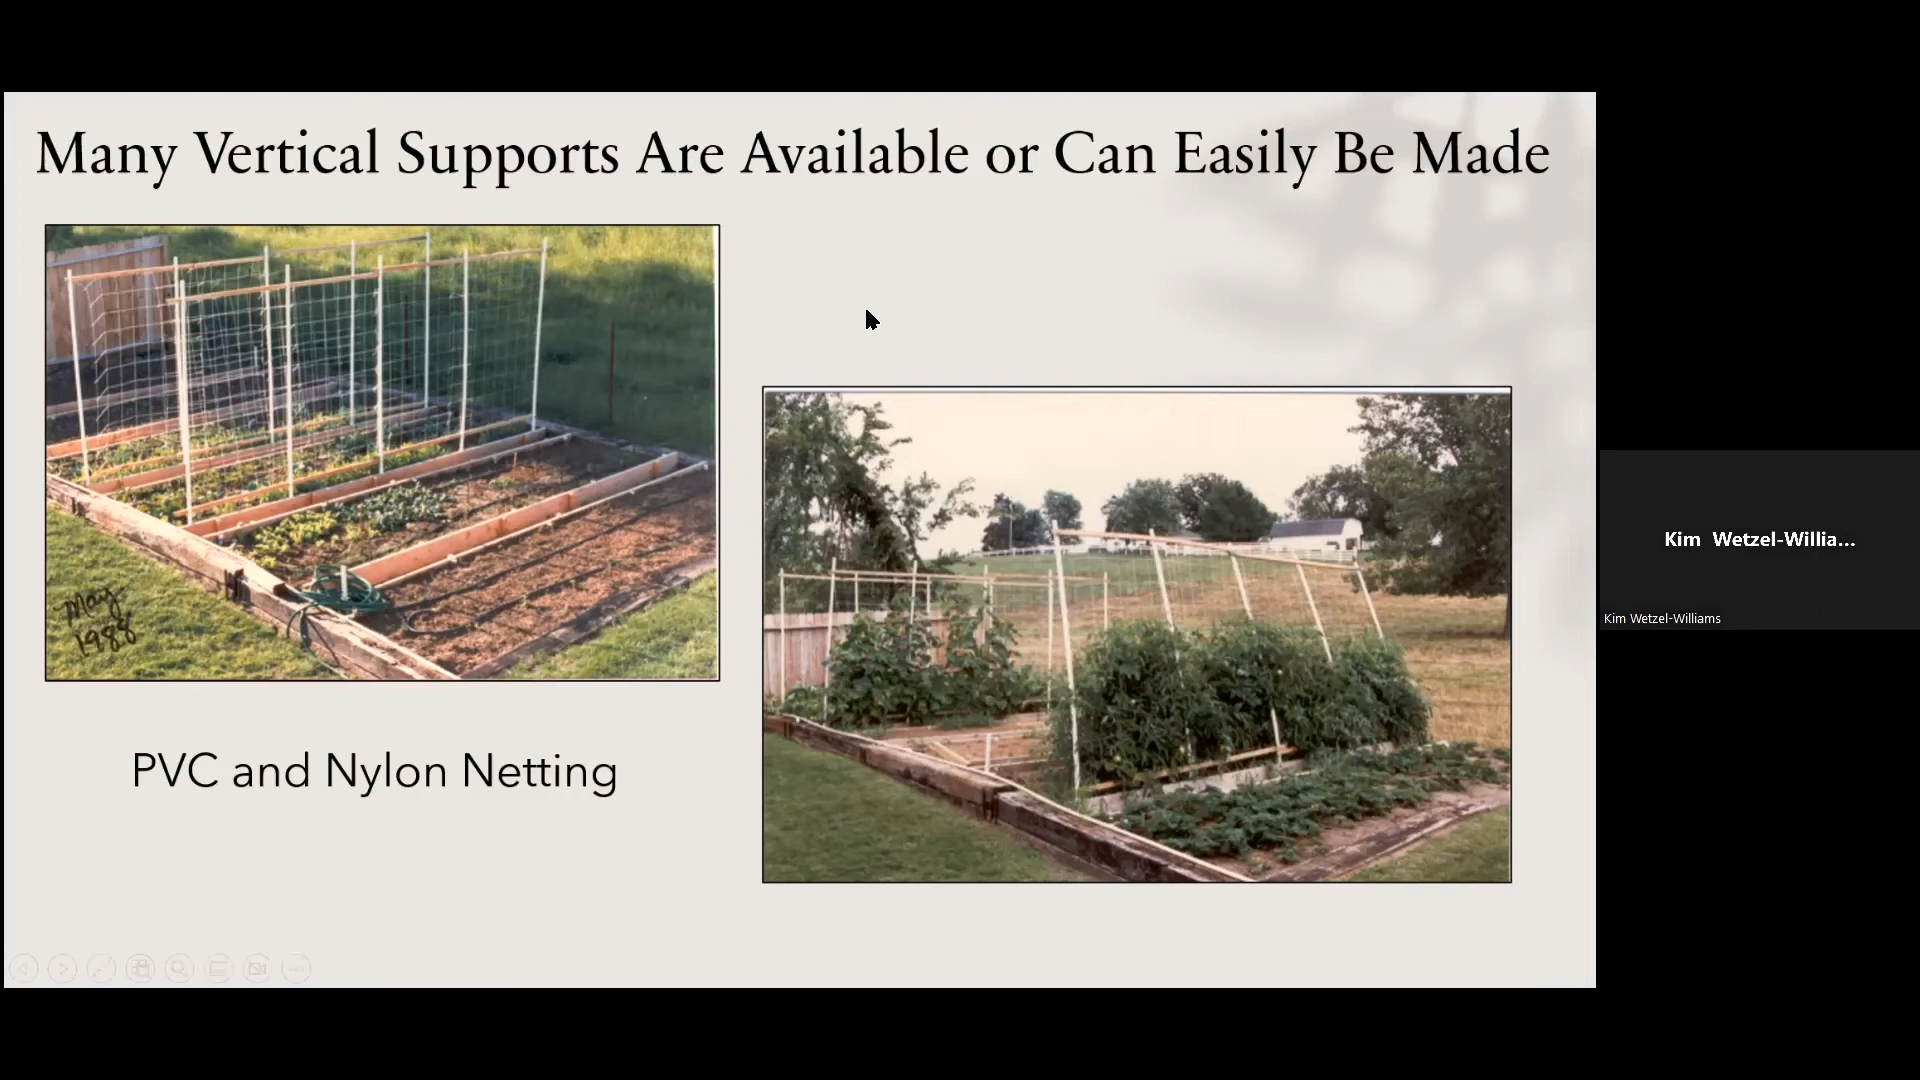 Many Vertical Supports Are Available or Can Easily Be Made
May
1988
PVC and Nylon Netting
Kim Wetzel-Willia...
Kim Wetzel-Williams